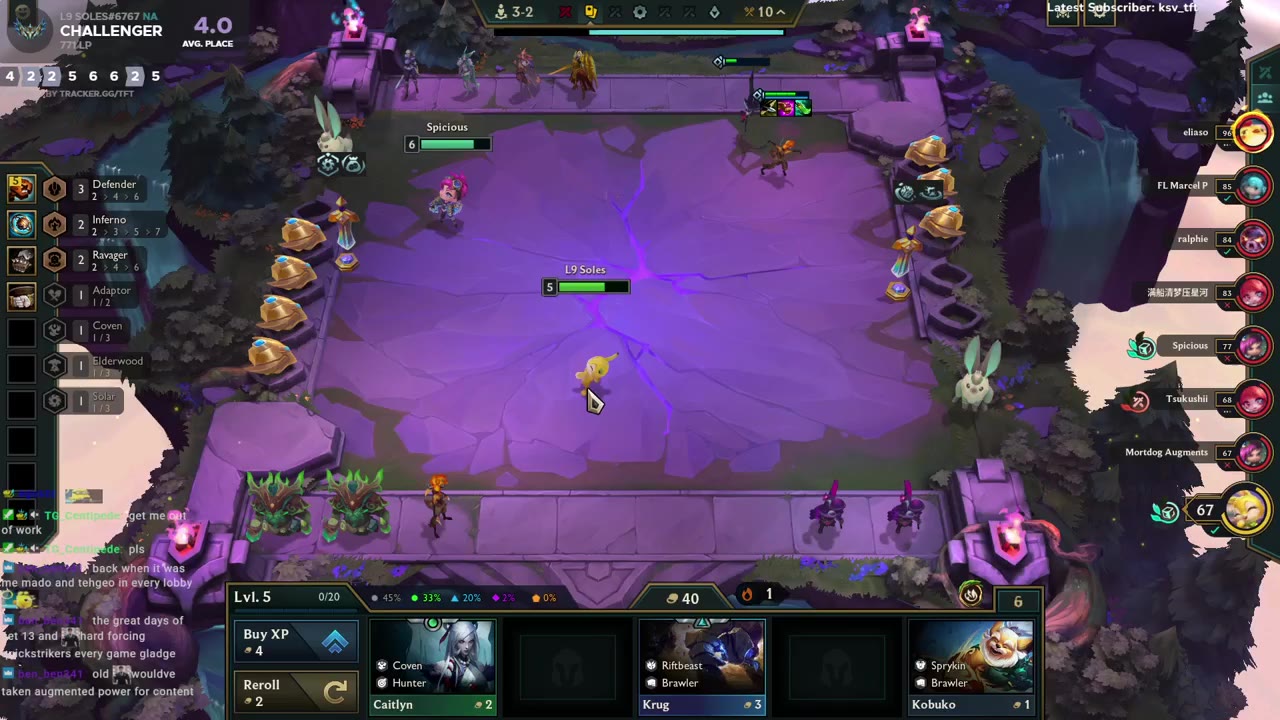 L9 SOLES#6767 NA
CHALLENGER
771 LP
4.0
AVG. PLACE
4 2 2 5 6 6 2 5
BY TRACKER.GG/TFT
3-2
10
Latest Subscriber: ksv_tft
Spicious
6
L9 Soles
5
3 Defender
2 > 4 > 6
2 Inferno
2 > 3 > 5 > 7
2 Ravager
2 > 4 > 6
1 Adaptor
1 / 2
1 Coven
1 / 3
1 Elderwood
1 / 3
1 Solar
1 / 3
eliaso 96
FL Marcel P 85
ralphie 84
满船清梦压星河 83
Spicious 77
Tsukushii 68
Mortdog Augments 67
67
TG_Centipede: get me out
of work
TG_Centipede: pls
back when it was
me mado and tehgeo in every lobby
the great days of
set 13 and hard forcing
quickstrikers every game gladge
ben_ben841 old wouldve
taken augmented power for content
Lvl. 5 0/20
45% 33% 20% 2% 0%
40
1
6
Buy XP
4
Reroll
2
Coven
Hunter
Caitlyn 2
Riftbeast
Brawler
Krug 3
Sprykin
Brawler
Kobuko 1